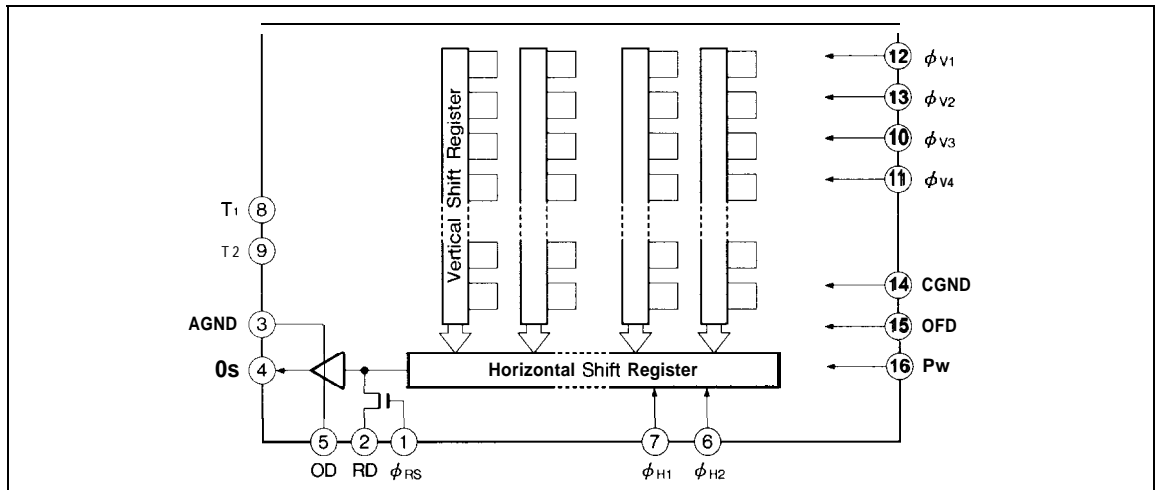 12 ϕV1
13 ϕV2
10 ϕV3
11 ϕV4
Vertical Shift Register
T1 8
T2 9
14 CGND
AGND 3
15 OFD
0s 4
Horizontal Shift Register
16 Pw
5 2 1 7 6
OD RD ϕRS ϕH1 ϕH2